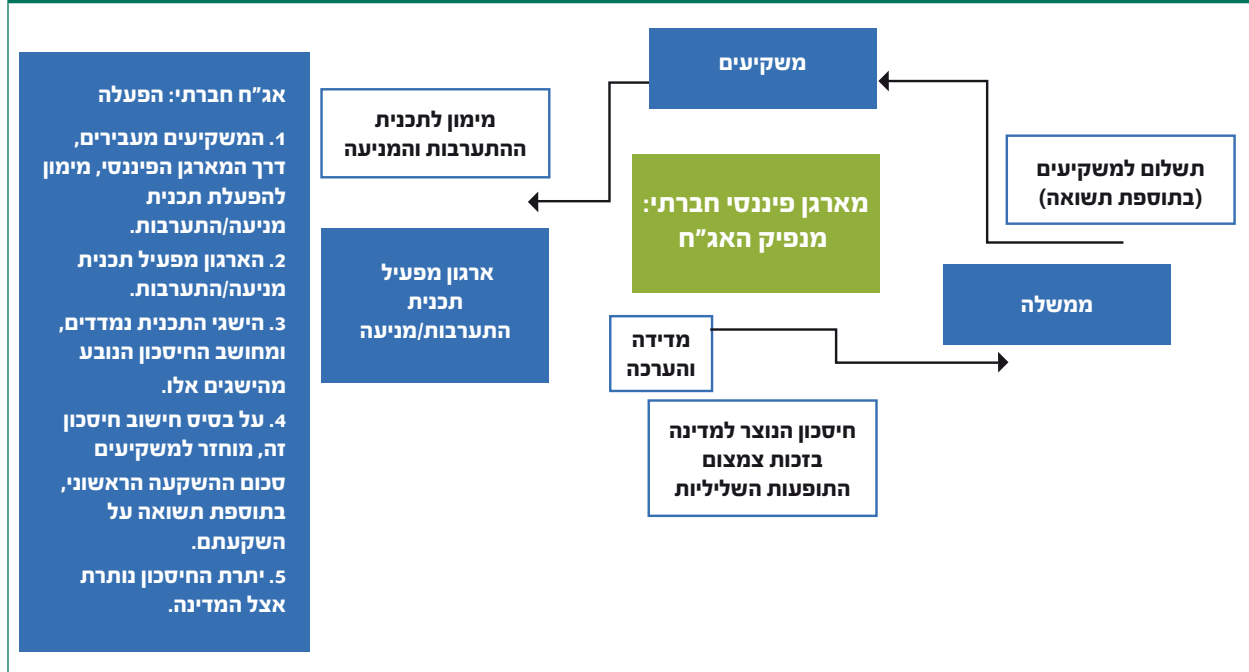 אג"ח חברתי: הפעלה
1. המשקיעים מעבירים,
דרך המארגן הפיננסי, מימון
להפעלת תכנית
מניעה/התערבות.
2. הארגון מפעיל תכנית
מניעה/התערבות.
3. הישגי התכנית נמדדים,
ומחושב החיסכון הנובע
מהישגים אלו.
4. על בסיס חישוב חיסכון
זה, מוחזר למשקיעים
סכום ההשקעה הראשוני,
בתוספת תשואה על
השקעתם.
5. יתרת החיסכון נותרת
אצל המדינה.
משקיעים
מימון לתכנית
ההתערבות והמניעה
תשלום למשקיעים
(בתוספת תשואה)
מארגן פיננסי חברתי:
מנפיק האג"ח
ארגון מפעיל
תכנית
התערבות/מניעה
ממשלה
מדידה
והערכה
חיסכון הנוצר למדינה
בזכות צמצום
התופעות השליליות